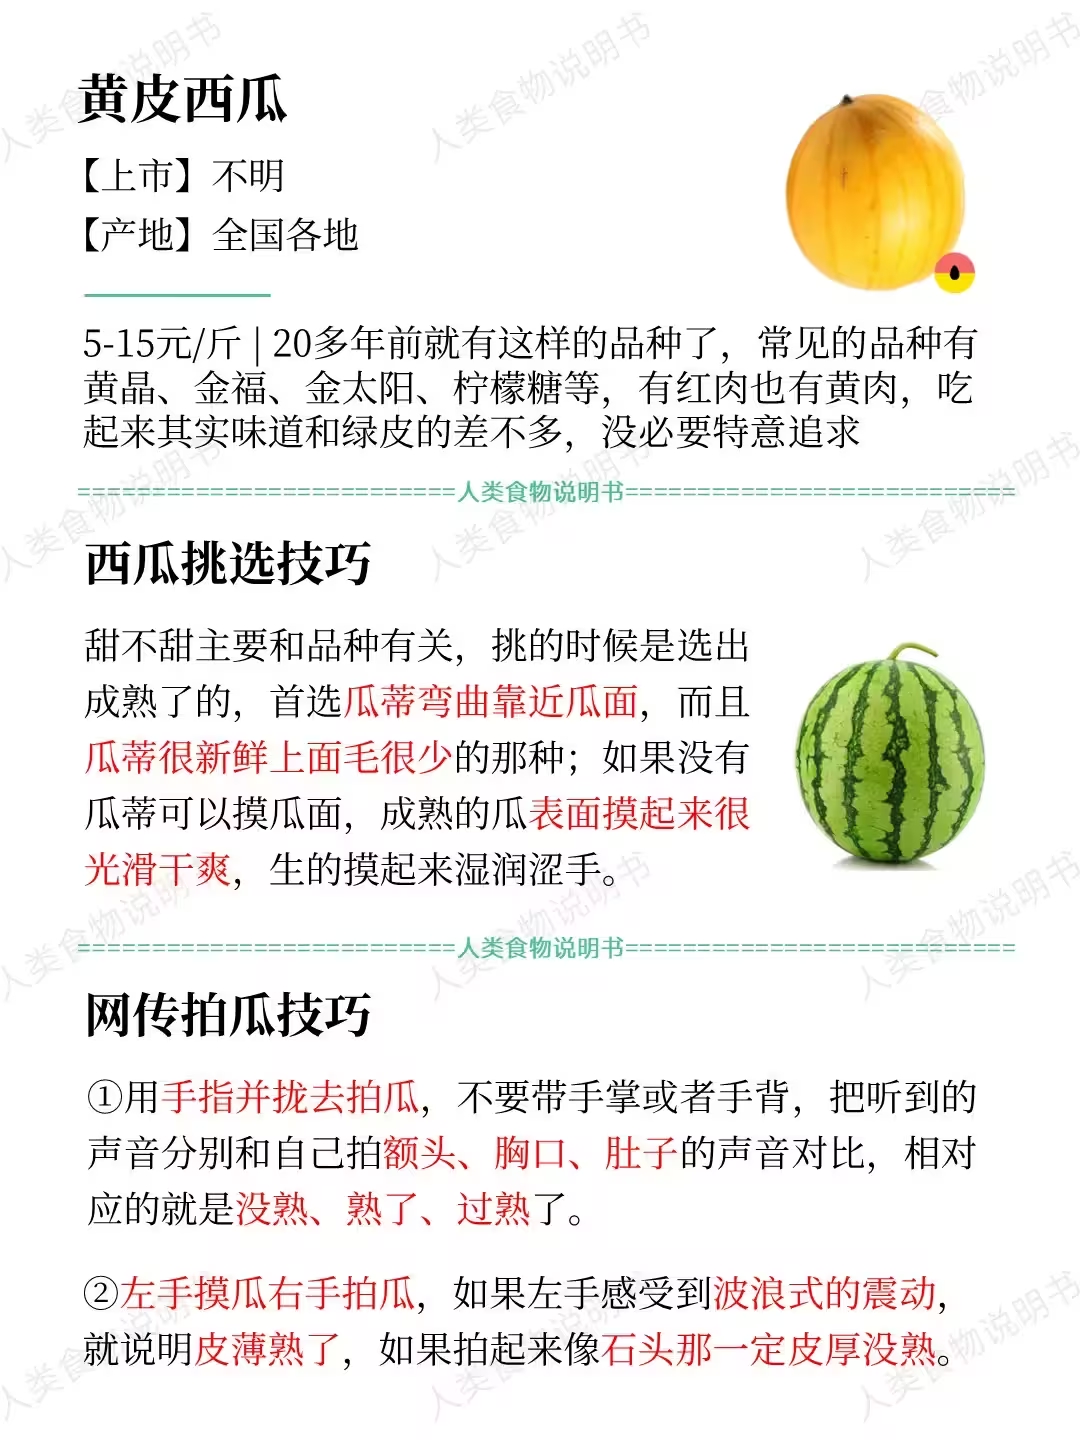 黄皮西瓜
【上市】不明
【产地】全国各地
5-15元/斤 | 20多年前就有这样的品种了，常见的品种有
黄晶、金福、金太阳、柠檬糖等，有红肉也有黄肉，吃
起来其实味道和绿皮的差不多，没必要特意追求
==========================人类食物说明书==========================
西瓜挑选技巧
甜不甜主要和品种有关，挑的时候是选出
成熟了的，首选瓜蒂弯曲靠近瓜面，而且
瓜蒂很新鲜上面毛很少的那种；如果没有
瓜蒂可以摸瓜面，成熟的瓜表面摸起来很
光滑干爽，生的摸起来湿润涩手。
==========================人类食物说明书==========================
网传拍瓜技巧
①用手指并拢去拍瓜，不要带手掌或者手背，把听到的
声音分别和自己拍额头、胸口、肚子的声音对比，相对
应的就是没熟、熟了、过熟了。
②左手摸瓜右手拍瓜，如果左手感受到波浪式的震动，
就说明皮薄熟了，如果拍起来像石头那一定皮厚没熟。